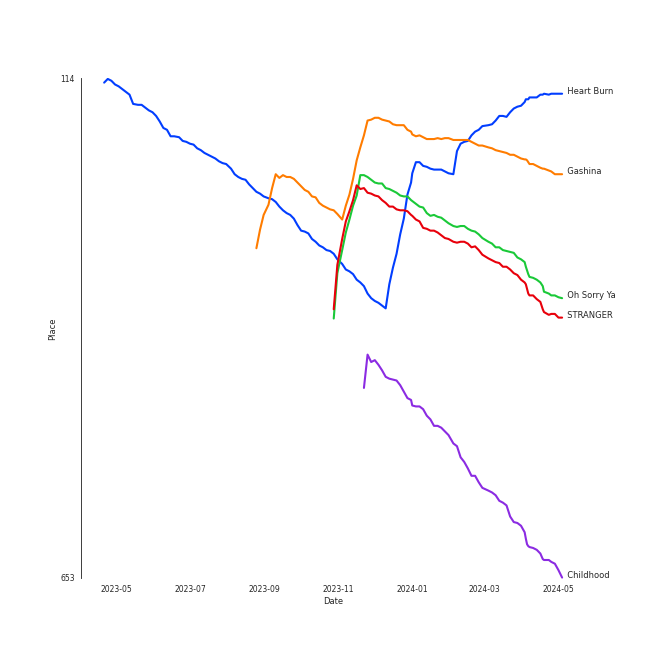 114
Heart Burn
Gashina
Oh Sorry Ya
STRANGER
Place
Childhood
653
2023-05 2023-07 2023-09 2023-11 2024-01 2024-03 2024-05
Date